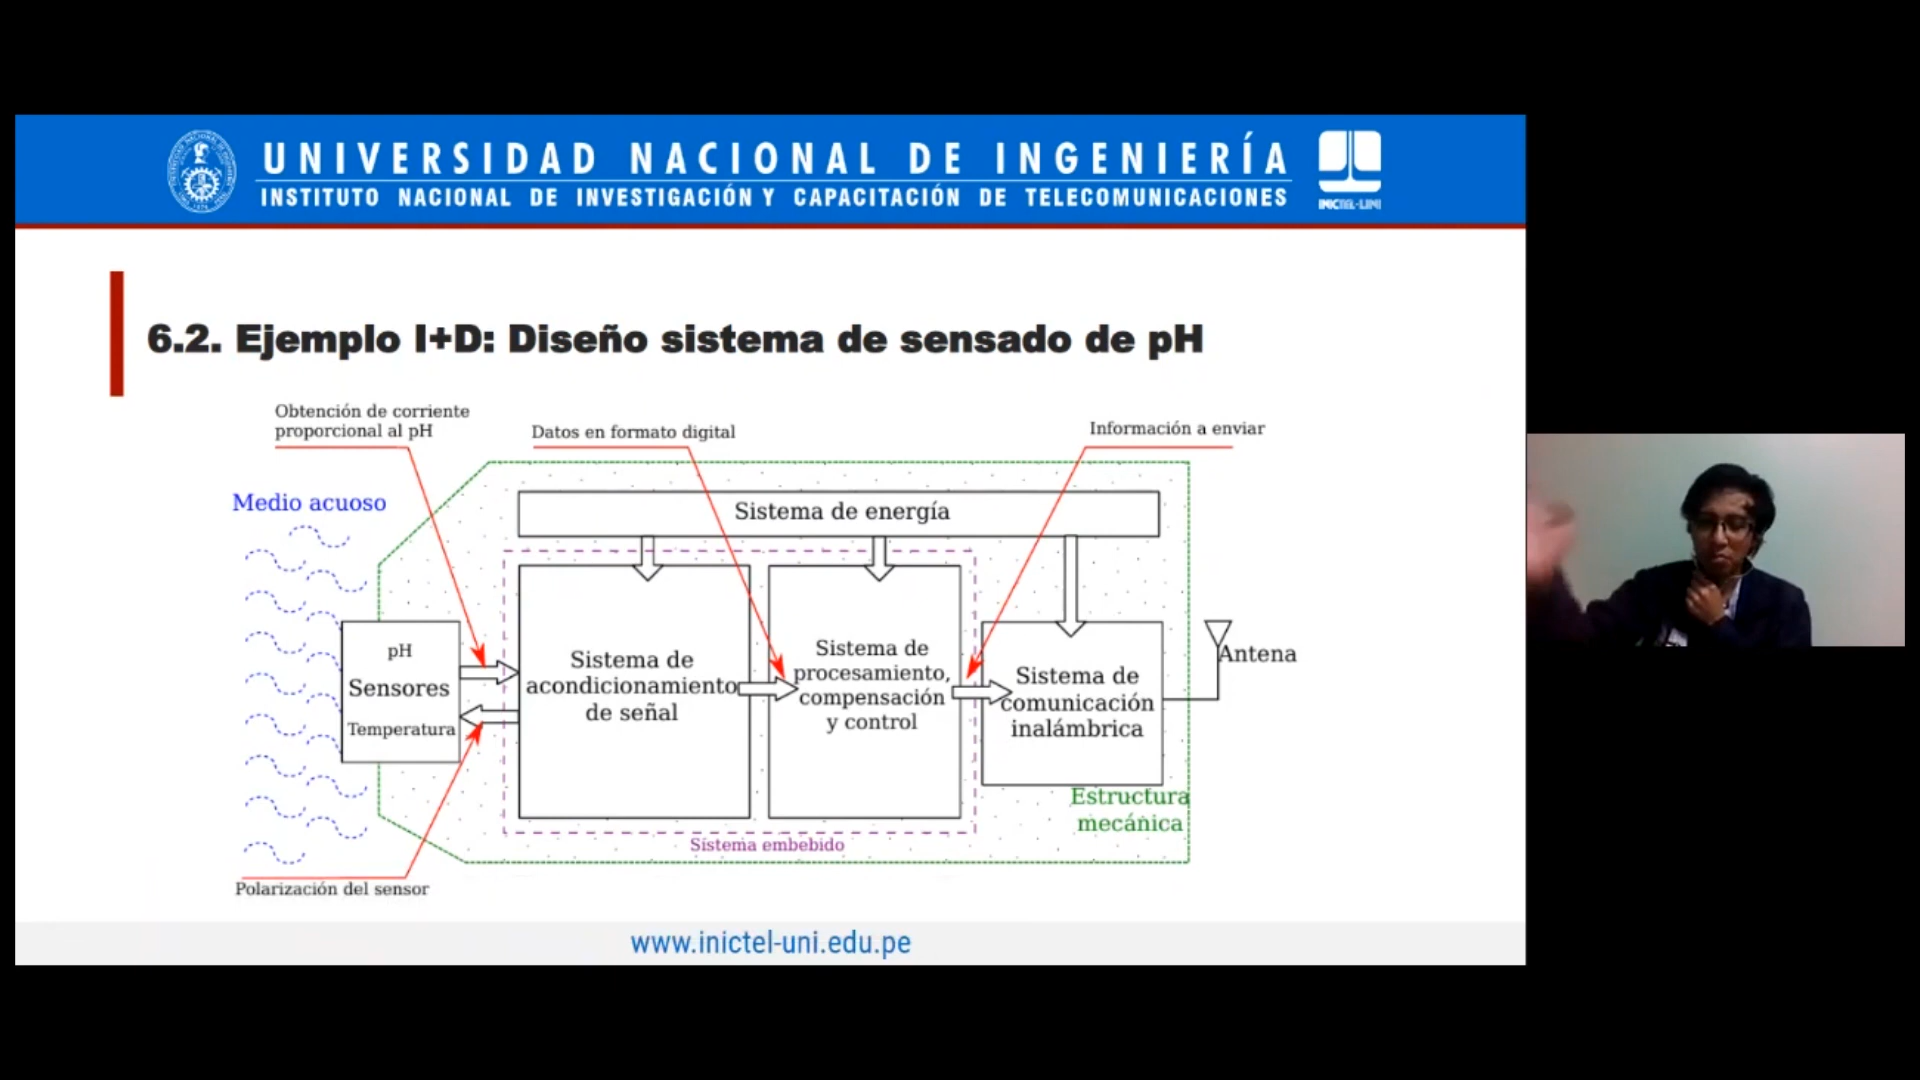 UNIVERSIDAD NACIONAL DE INGENIERÍA
INSTITUTO NACIONAL DE INVESTIGACIÓN Y CAPACITACIÓN DE TELECOMUNICACIONES
INICTEL-UNI
6.2. Ejemplo I+D: Diseño sistema de sensado de pH
Obtención de corriente
proporcional al pH
Datos en formato digital
Información a enviar
Medio acuoso
Sistema de energía
pH
Sensores
Temperatura
Sistema de
acondicionamiento
de señal
Sistema de
procesamiento,
compensación
y control
Sistema de
comunicación
inalámbrica
Antena
Estructura
mecánica
Sistema embebido
Polarización del sensor
www.inictel-uni.edu.pe